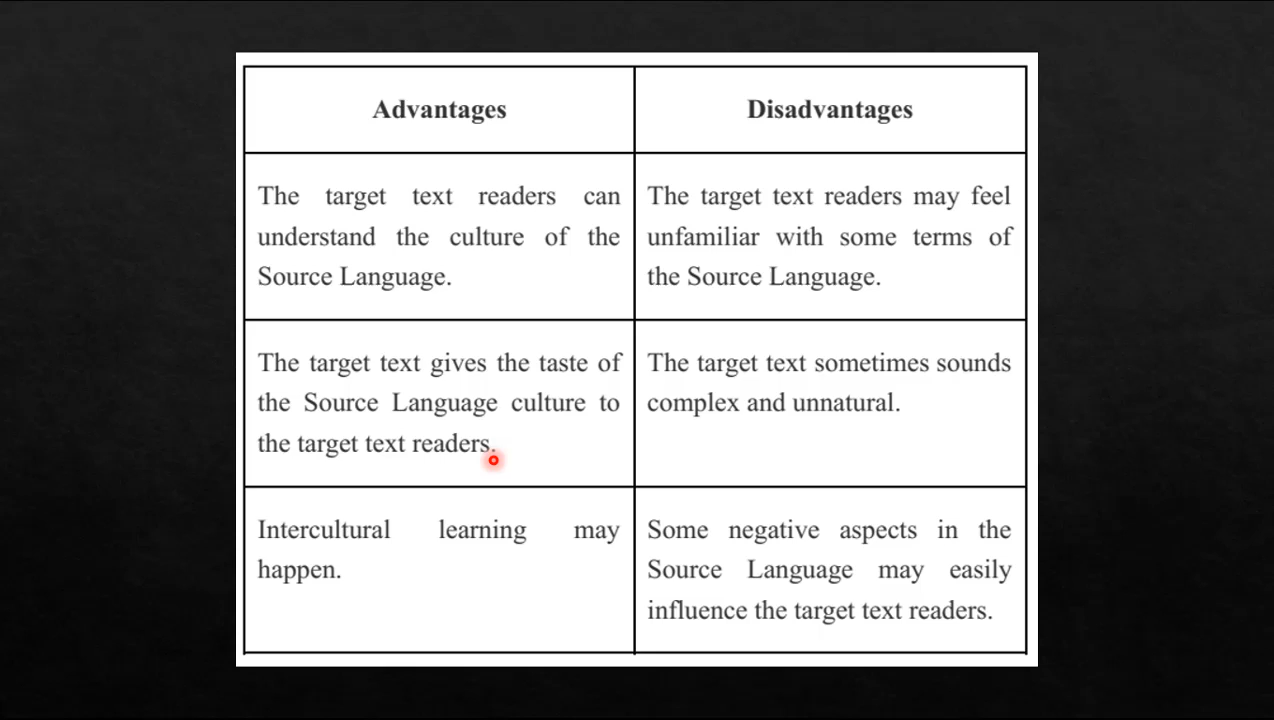 Advantages
Disadvantages
The target text readers can
understand the culture of the
Source Language.
The target text readers may feel
unfamiliar with some terms of
the Source Language.
The target text gives the taste of
the Source Language culture to
the target text readers.
The target text sometimes sounds
complex and unnatural.
Intercultural learning may
happen.
Some negative aspects in the
Source Language may easily
influence the target text readers.